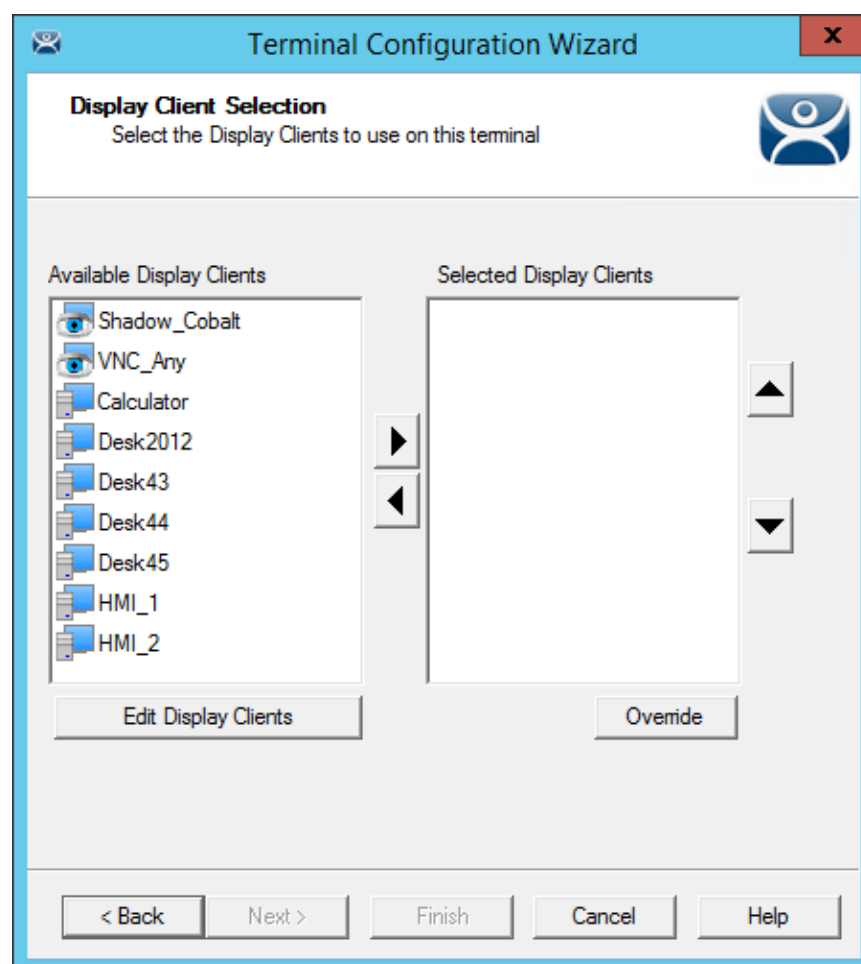 Terminal Configuration Wizard
x
Display Client Selection
Select the Display Clients to use on this terminal
Available Display Clients
Selected Display Clients
Shadow_Cobalt
VNC_Any
Calculator
Desk2012
Desk43
Desk44
Desk45
HMI_1
HMI_2
Edit Display Clients
Override
< Back
Next >
Finish
Cancel
Help